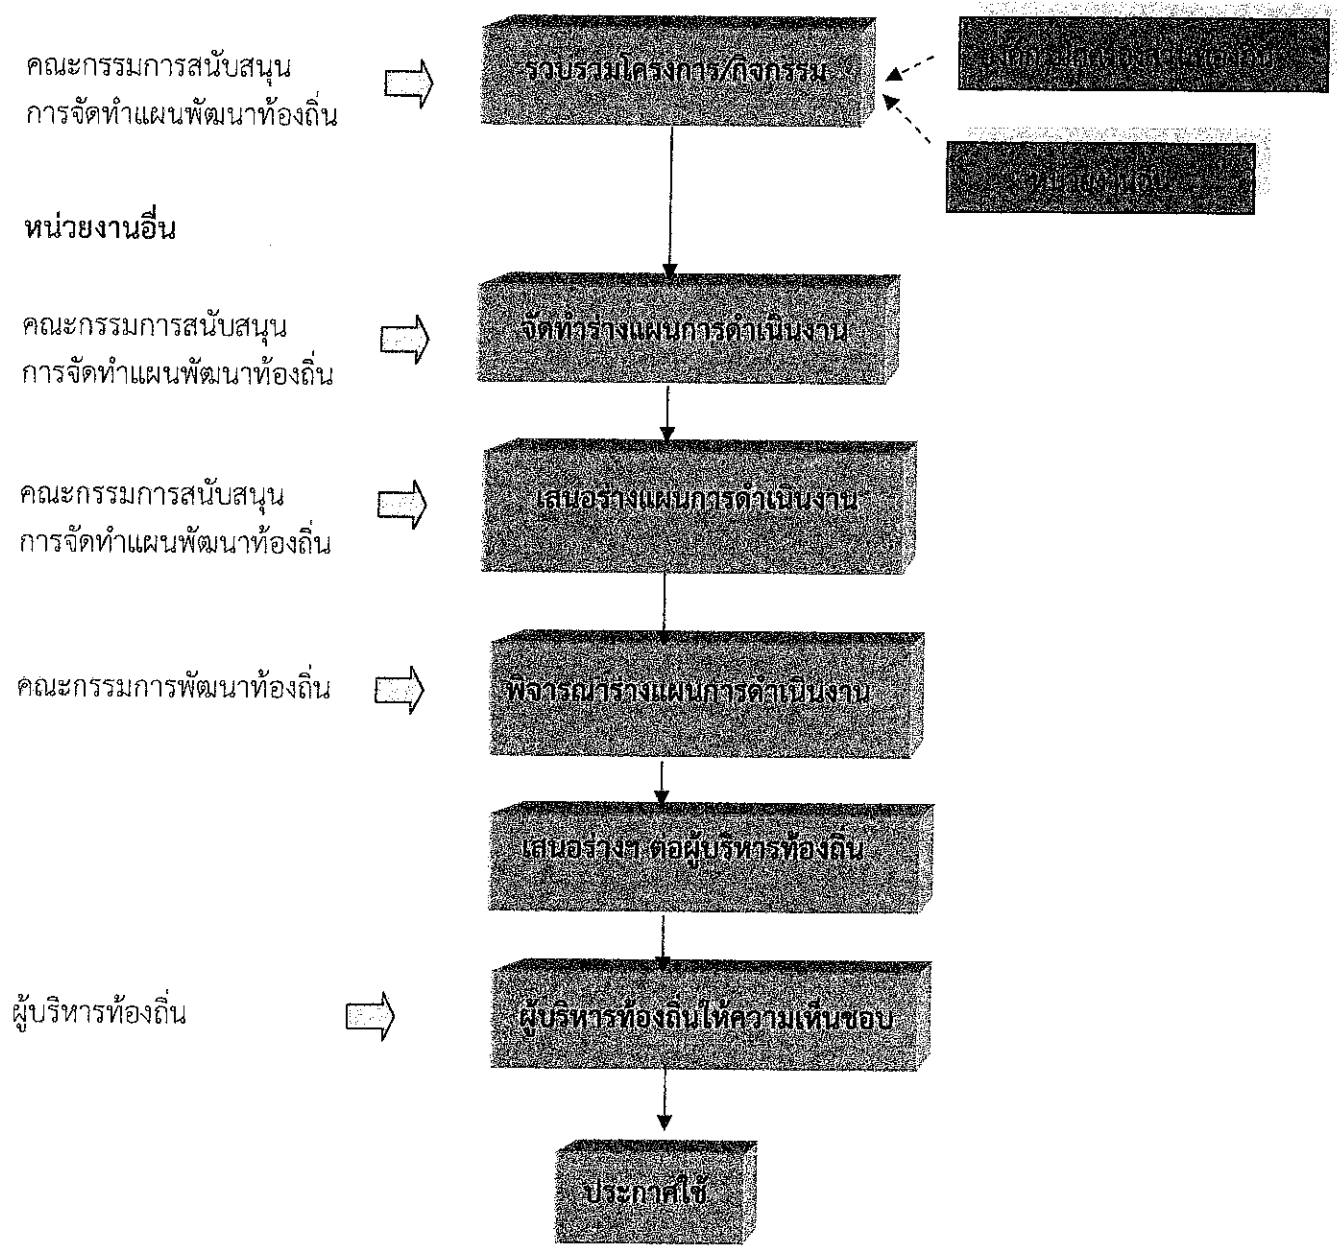 คณะกรรมการสนับสนุน
การจัดทำแผนพัฒนาท้องถิ่น
รวบรวมโครงการ/กิจกรรม
หน่วยงานอื่น
หน่วยงานอื่น
คณะกรรมการสนับสนุน
การจัดทำแผนพัฒนาท้องถิ่น
จัดทำร่างแผนการดำเนินงาน
คณะกรรมการสนับสนุน
การจัดทำแผนพัฒนาท้องถิ่น
เสนอร่างแผนการดำเนินงาน
คณะกรรมการพัฒนาท้องถิ่น
พิจารณาร่างแผนการดำเนินงาน
เสนอร่างฯ ต่อผู้บริหารท้องถิ่น
ผู้บริหารท้องถิ่น
ผู้บริหารท้องถิ่นให้ความเห็นชอบ
ประกาศใช้